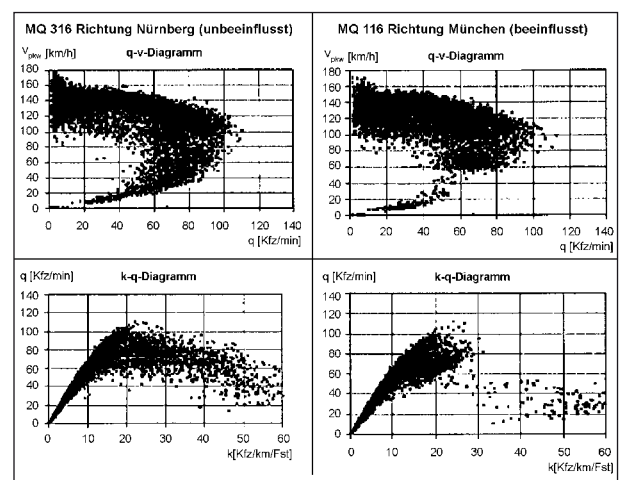 MQ 316 Richtung Nürnberg (unbeeinflusst)
V_pkw [km/h]
q-v-Diagramm
180
160
140
120
100
80
60
40
20
0
0 20 40 60 80 100 120 140
q [Kfz/min]
MQ 116 Richtung München (beeinflusst)
V_pkw [km/h]
q-v-Diagramm
180
160
140
120
100
80
60
40
20
0
0 20 40 60 80 100 120 140
q [Kfz/min]
q [Kfz/min]
k-q-Diagramm
140
120
100
80
60
40
20
0
0 10 20 30 40 50 60
k[Kfz/km/Fst]
q [Kfz/min]
k-q-Diagramm
140
120
100
80
60
40
20
0
0 10 20 30 40 50 60
k[Kfz/km/Fst]